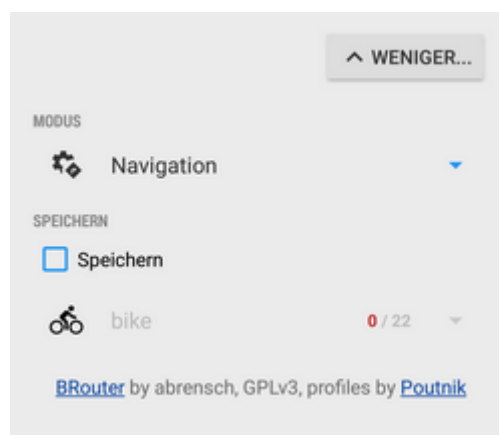 WENIGER...
MODUS
Navigation
SPEICHERN
Speichern
bike 0 / 22
BRouter by abrensch, GPLv3, profiles by Poutnik